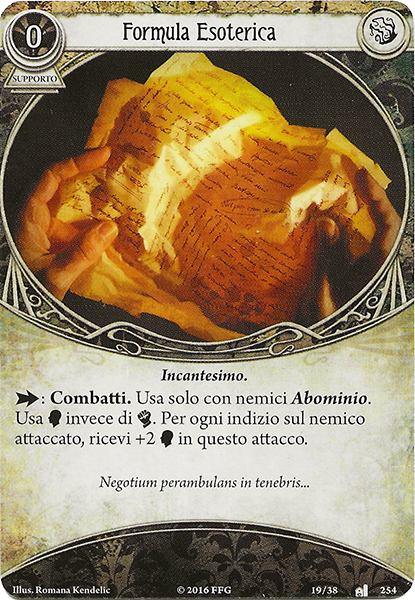 Formula Esoterica
0
SUPPORTO
Incantesimo.
: Combatti. Usa solo con nemici Abominio.
Usa invece di . Per ogni indizio sul nemico
attaccato, ricevi +2 in questo attacco.
Negotium perambulans in tenebris...
Illus. Romana Kendelic
© 2016 FFG
19/38
254